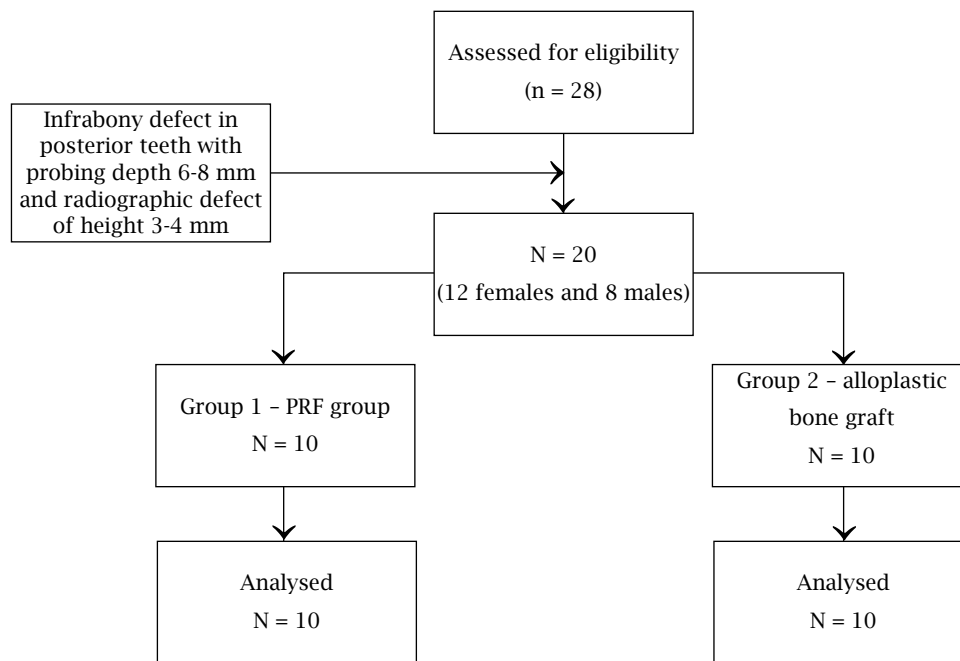 Assessed for eligibility
(n = 28)
Infrabony defect in
posterior teeth with
probing depth 6-8 mm
and radiographic defect
of height 3-4 mm
N = 20
(12 females and 8 males)
Group 1 – PRF group
N = 10
Group 2 – alloplastic
bone graft
N = 10
Analysed
N = 10
Analysed
N = 10